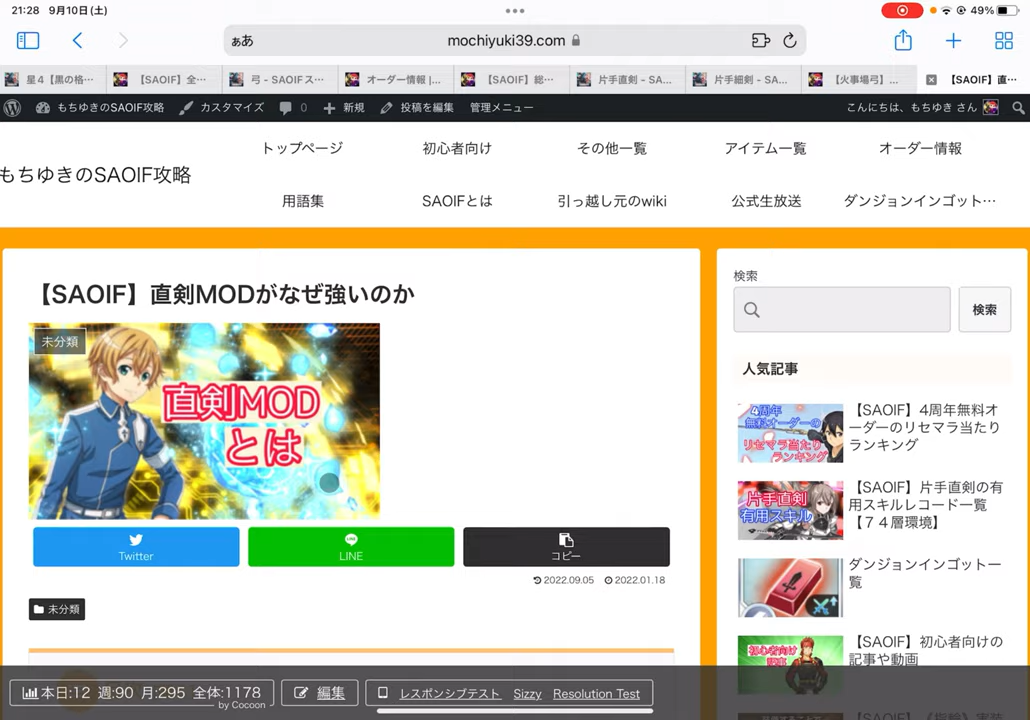 21:28 9月10日(土)
49%
ぁあ
mochiyuki39.com
星4【黒の格…
【SAOIF】全…
弓 - SAOIFス…
オーダー情報 |…
【SAOIF】総…
片手直剣 - SA…
片手細剣 - SA…
【火事場弓】…
【SAOIF】直…
もちゆきのSAOIF攻略
カスタマイズ
0
新規
投稿を編集
管理メニュー
こんにちは、もちゆき さん
もちゆきのSAOIF攻略
トップページ
初心者向け
その他一覧
アイテム一覧
オーダー情報
用語集
SAOIFとは
引っ越し元のwiki
公式生放送
ダンジョンインゴット…
【SAOIF】直剣MODがなぜ強いのか
未分類
直剣MOD
とは
Twitter
LINE
コピー
2022.09.05
2022.01.18
未分類
検索
検索
人気記事
4周年
無料オーダーの
リセマラ当たり
ランキング
【SAOIF】4周年無料オ
ーダーのリセマラ当たり
ランキング
片手直剣
有用スキル
【SAOIF】片手直剣の有
用スキルレコード一覧
【７４層環境】
ダンジョンインゴット一
覧
初心者向け
記事
【SAOIF】初心者向けの
記事や動画
本日:12 週:90 月:295 全体:1178
by Cocoon
編集
レスポンシブテスト
Sizzy
Resolution Test